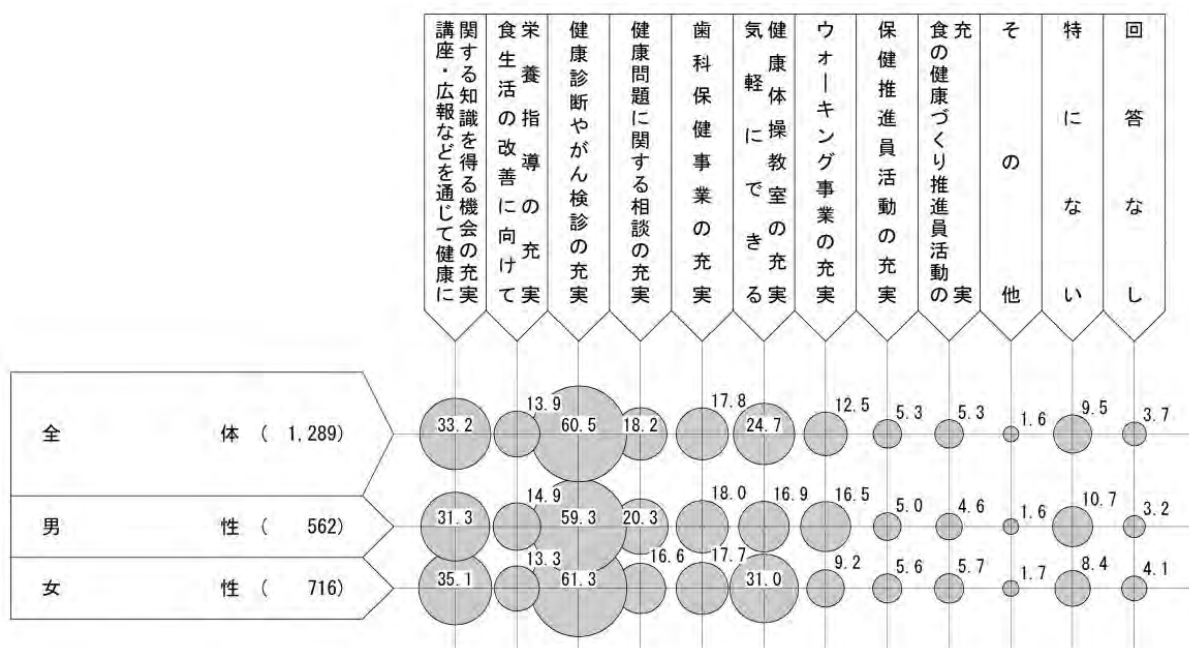 講座・広報などを通じて健康に
関する知識を得る機会の充実
食生活の改善に向けて
栄養指導の充実
健康診断やがん検診の充実
健康問題に関する相談の充実
歯科保健事業の充実
気軽にできる
健康体操教室の充実
ウォーキング事業の充実
保健推進員活動の充実
食の健康づくり推進員活動の
充実
その他
特にない
回答なし
全体 ( 1,289)
33.2 13.9 60.5 18.2 17.8 24.7 12.5 5.3 5.3 1.6 9.5 3.7
男性 ( 562)
31.3 14.9 59.3 20.3 18.0 16.9 16.5 5.0 4.6 1.6 10.7 3.2
女性 ( 716)
35.1 13.3 61.3 16.6 17.7 31.0 9.2 5.6 5.7 1.7 8.4 4.1